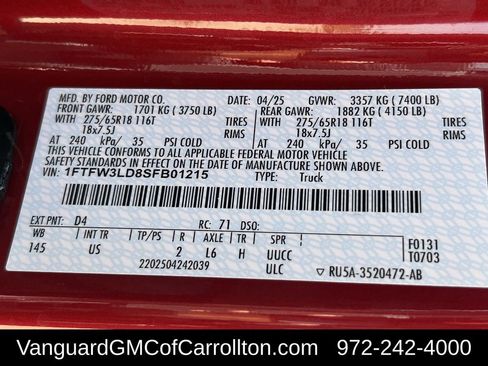 MFD. BY FORD MOTOR CO. DATE: 04/25 GVWR: 3357 KG (7400 LB)
FRONT GAWR: 1701 KG (3750 LB) REAR GAWR: 1882 KG (4150 LB)
WITH 275/65R18 116T TIRES WITH 275/65R18 116T TIRES
18x7.5J RIMS 18x7.5J RIMS
AT 240 kPa/ 35 PSI COLD AT 240 kPa/ 35 PSI COLD
THIS VEHICLE CONFORMS TO ALL APPLICABLE FEDERAL MOTOR VEHICLE
SAFETY, BUMPER, AND THEFT PREVENTION STANDARDS IN EFFECT ON THE DATE OF
MANUFACTURE SHOWN ABOVE.
VIN: 1FTFW3LD8SFB01215 TYPE: Truck
EXT PNT: D4 RC: 71 DSO:
WB TP/PS R AXLE TR SPR F0131
145 US 2 L6 H UUCC T0703
2202504242039 ULC RU5A-3520472-AB
VanguardGMCofCarrollton.com 972-242-4000